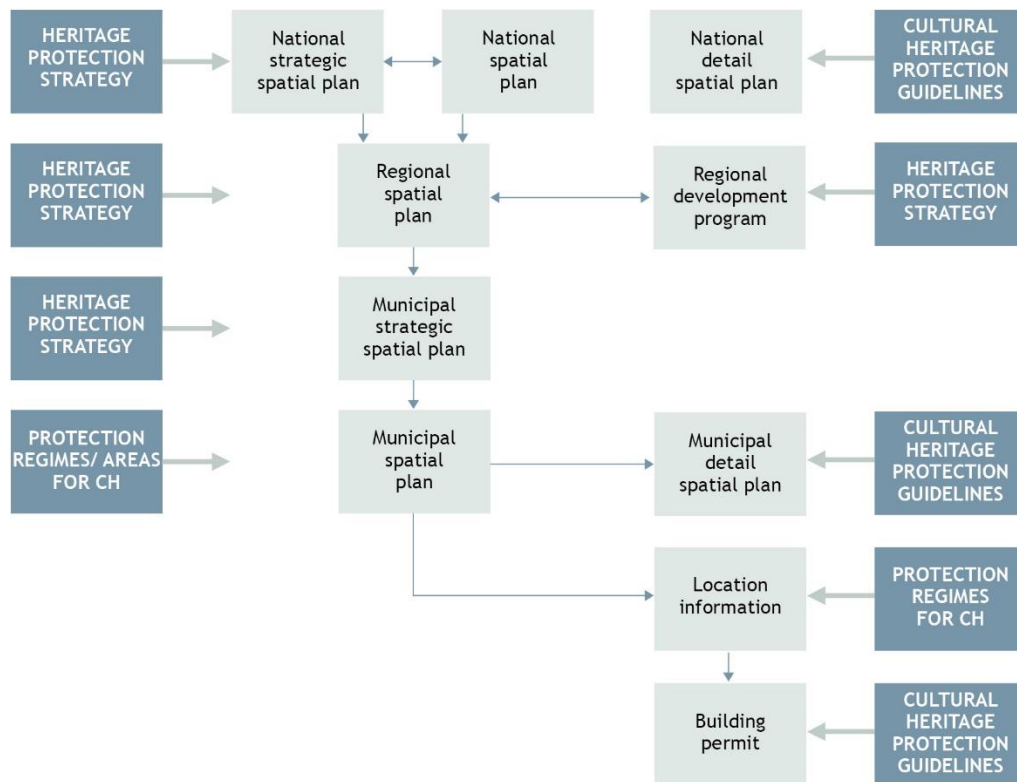 HERITAGE
PROTECTION
STRATEGY
National
strategic
spatial plan
National
spatial
plan
National
detail
spatial plan
CULTURAL
HERITAGE
PROTECTION
GUIDELINES
HERITAGE
PROTECTION
STRATEGY
Regional
spatial
plan
Regional
development
program
HERITAGE
PROTECTION
STRATEGY
HERITAGE
PROTECTION
STRATEGY
Municipal
strategic
spatial plan
PROTECTION
REGIMES/ AREAS
FOR CH
Municipal
spatial
plan
Municipal
detail
spatial plan
CULTURAL
HERITAGE
PROTECTION
GUIDELINES
Location
information
PROTECTION
REGIMES
FOR CH
Building
permit
CULTURAL
HERITAGE
PROTECTION
GUIDELINES